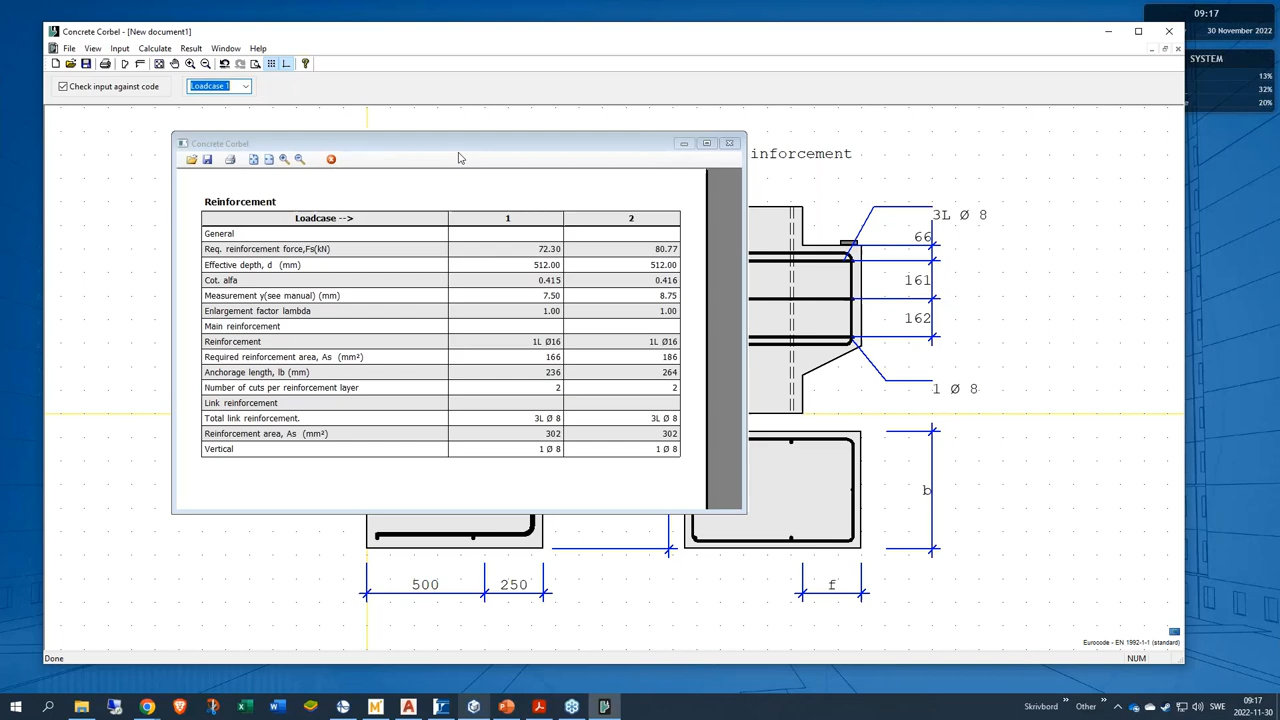 09:17
30 November 2022
Concrete Corbel - [New document1]
File View Input Calculate Result Window Help
SYSTEM
13%
32%
20%
Check input against code
Loadcase 1
Concrete Corbel
inforcement
Reinforcement
Loadcase --> 1 2
General
Req. reinforcement force,Fs(kN) 72.30 80.77
Effective depth, d (mm) 512.00 512.00
Cot. alfa 0.415 0.416
Measurement y(see manual) (mm) 7.50 8.75
Enlargement factor lambda 1.00 1.00
Main reinforcement
Reinforcement 1L Ø16 1L Ø16
Required reinforcement area, As (mm²) 166 186
Anchorage length, lb (mm) 236 264
Number of cuts per reinforcement layer 2 2
Link reinforcement
Total link reinforcement. 3L Ø 8 3L Ø 8
Reinforcement area, As (mm²) 302 302
Vertical 1 Ø 8 1 Ø 8
3L Ø 8
66
161
162
1 Ø 8
b
500 250 f
Eurocode - EN 1992-1-1 (standard)
Done NUM
Skrivbord Other SWE 09:17
2022-11-30